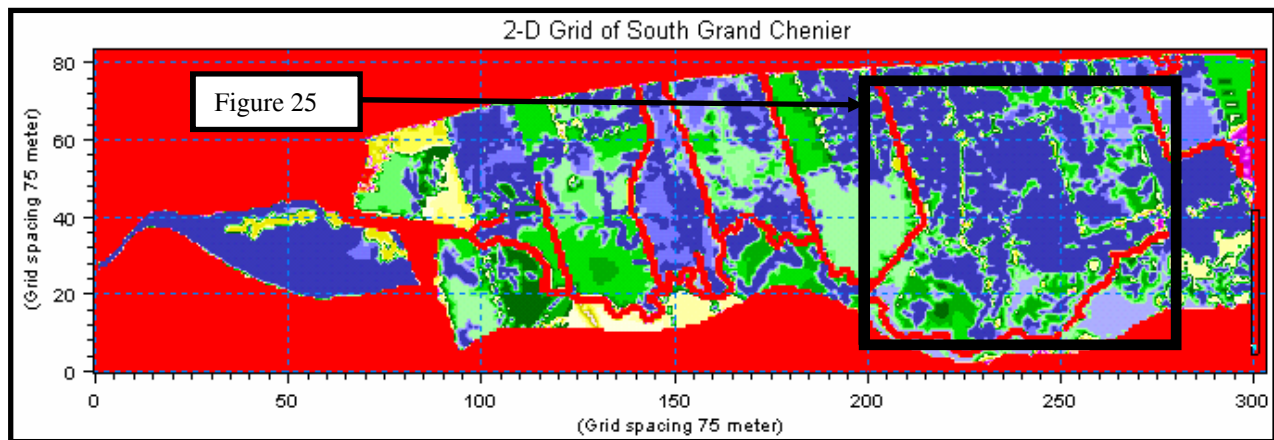 2-D Grid of South Grand Chenier
80
Figure 25
60
40
20
0
(Grid spacing 75 meter)
0 50 100 150 200 250 300
(Grid spacing 75 meter)